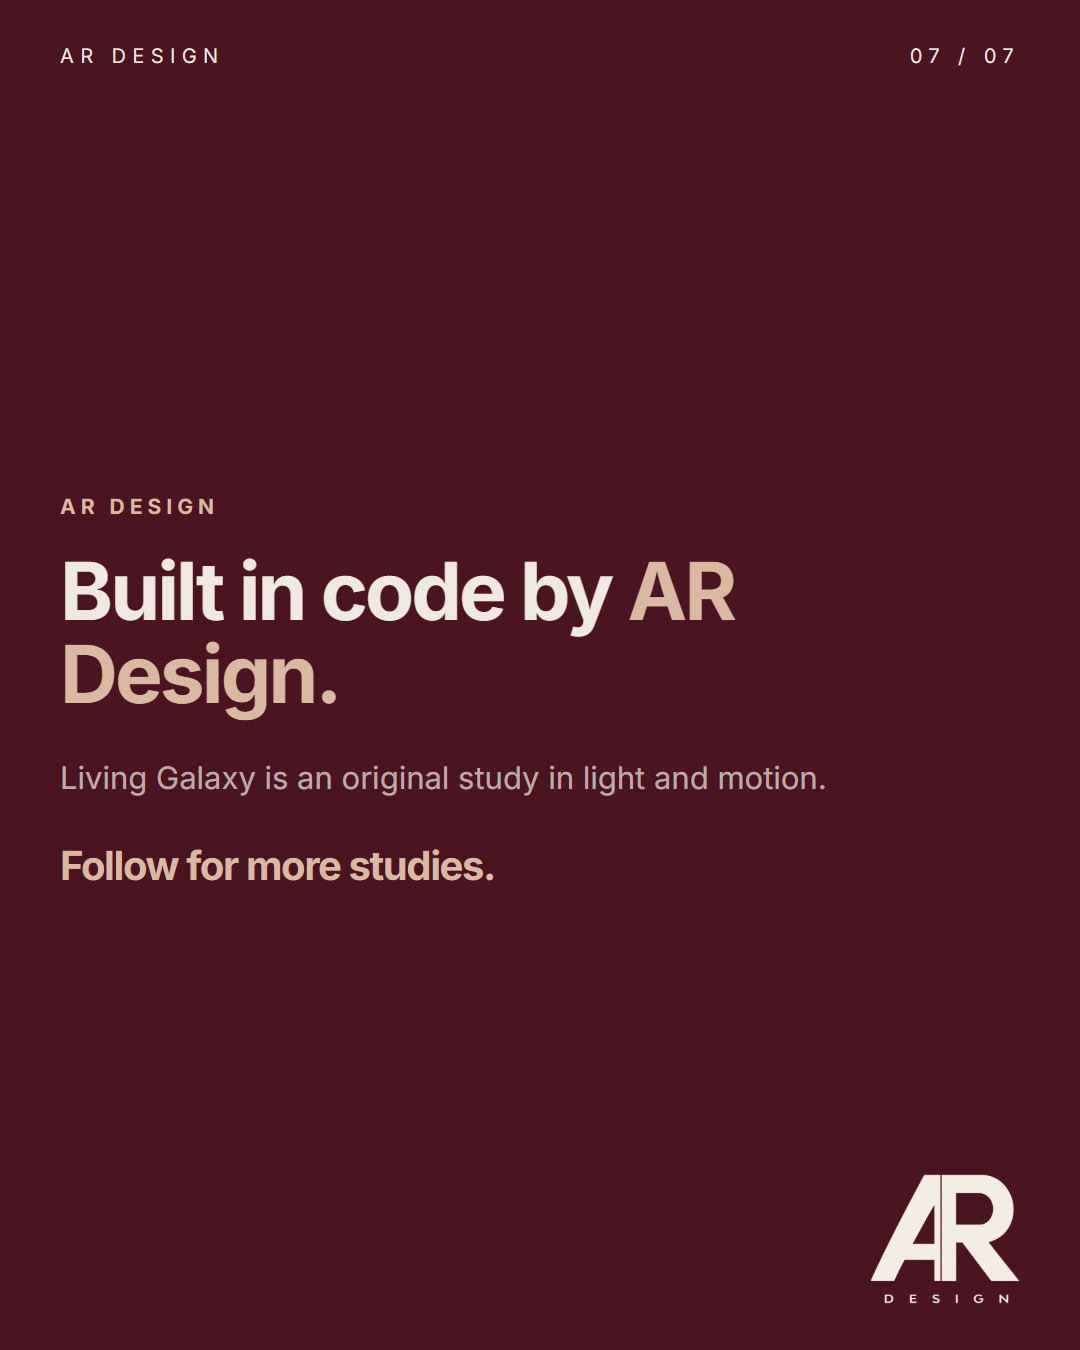 AR DESIGN
07 / 07
AR DESIGN
Built in code by AR
Design.
Living Galaxy is an original study in light and motion.
Follow for more studies.
AR
DESIGN